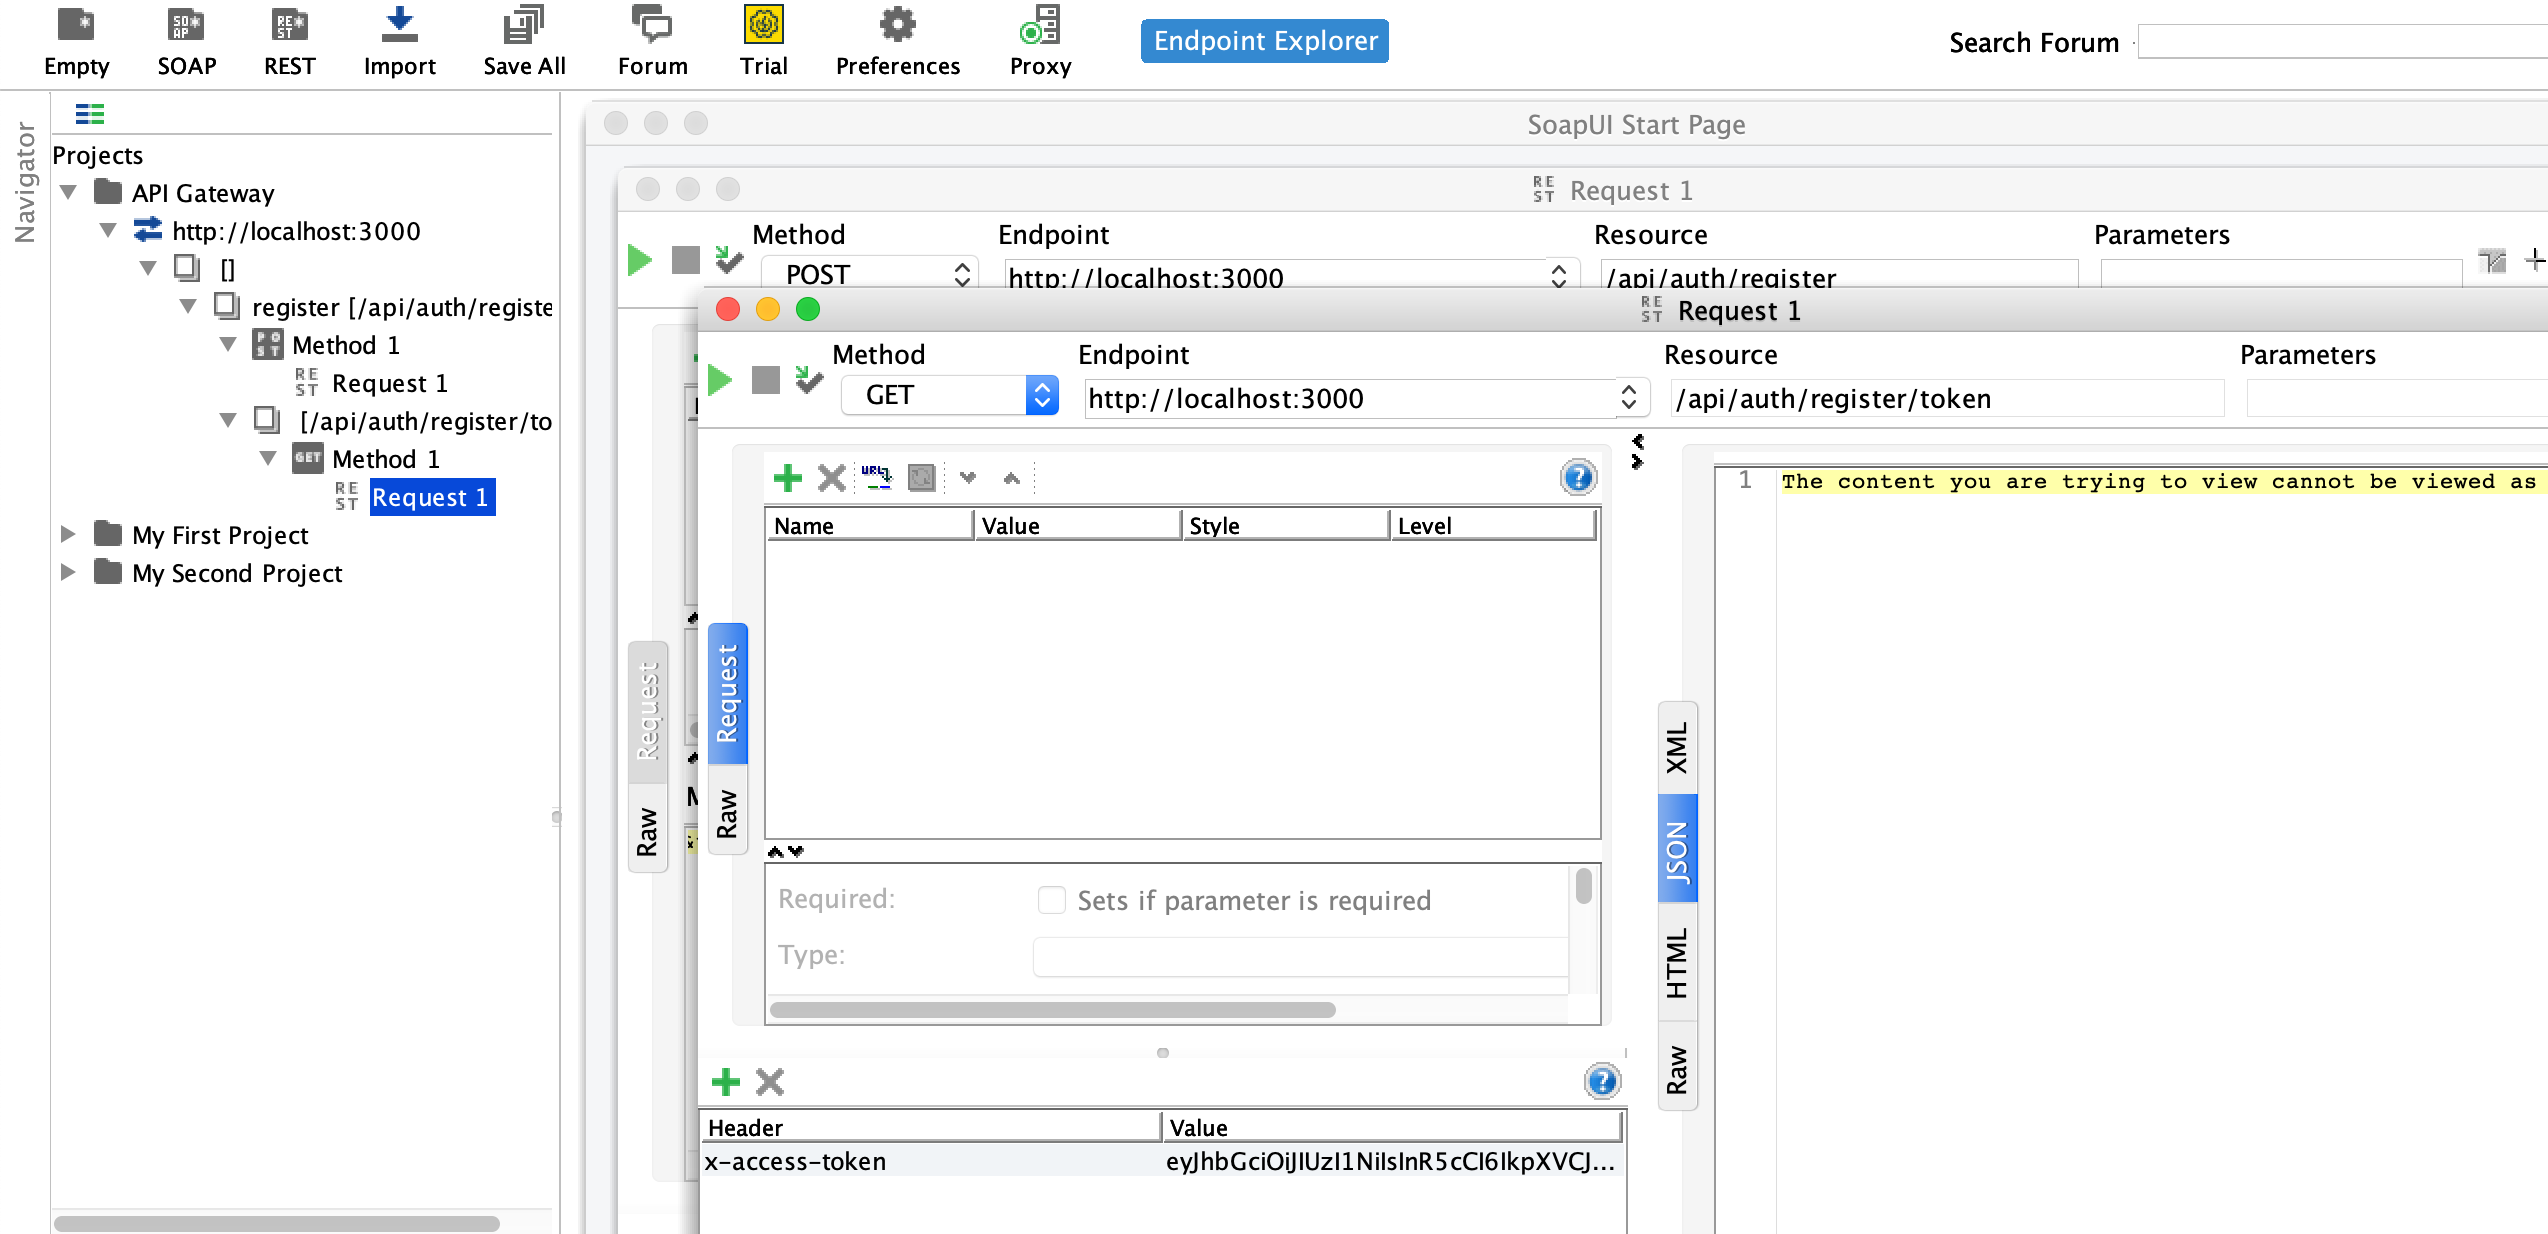 Empty SOAP REST Import Save All Forum Trial Preferences Proxy Endpoint Explorer Search Forum
Navigator
Projects
API Gateway
http://localhost:3000
[]
register [/api/auth/registe
Method 1
Request 1
[/api/auth/register/to
Method 1
Request 1
My First Project
My Second Project
SoapUI Start Page
REST Request 1
Method Endpoint Resource Parameters
POST http://localhost:3000 /api/auth/register
Request
Raw
REST Request 1
Method Endpoint Resource Parameters
GET http://localhost:3000 /api/auth/register/token
Request
Raw
Name Value Style Level
Required: Sets if parameter is required
Type:
Header Value
x-access-token eyJhbGciOiJIUzI1NiIsInR5cCI6IkpXVCJ...
XML
JSON
HTML
Raw
1 The content you are trying to view cannot be viewed as